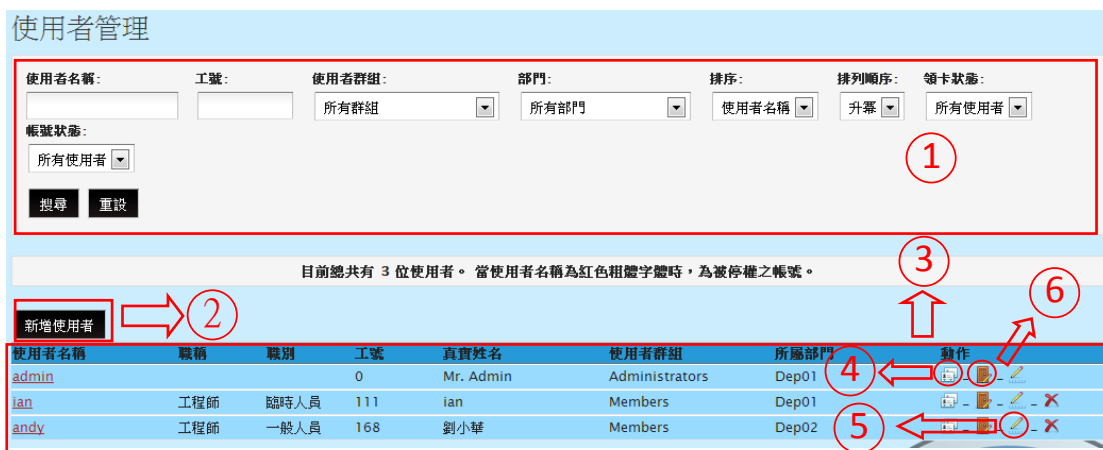 使用者管理
使用者名稱: 工號: 使用者群組: 部門: 排序: 排列順序: 領卡狀態:
所有群組 所有部門 使用者名稱 升冪 所有使用者
帳號狀態:
所有使用者
1
搜尋 重設
目前總共有 3 位使用者。 當使用者名稱為紅色粗體字體時，為被停權之帳號。
3
6
新增使用者 2
使用者名稱 職稱 職別 工號 真實姓名 使用者群組 所屬部門 動作
admin 0 Mr. Admin Administrators Dep01 4 - -
ian 工程師 臨時人員 111 ian Members Dep01 - - -
andy 工程師 一般人員 168 劉小華 Members Dep02 5 - - -